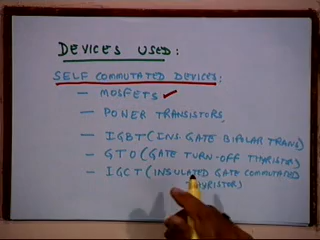 DEVICES USED:
SELF COMMUTATED DEVICES:
– MOSFETS ✓
– POWER TRANSISTORS
– IGBT (INS. GATE BIPOLAR TRANS)
– GTO (GATE TURN-OFF THYRISTOR)
– IGCT (INSULATED GATE COMMUTATED
THYRISTOR)